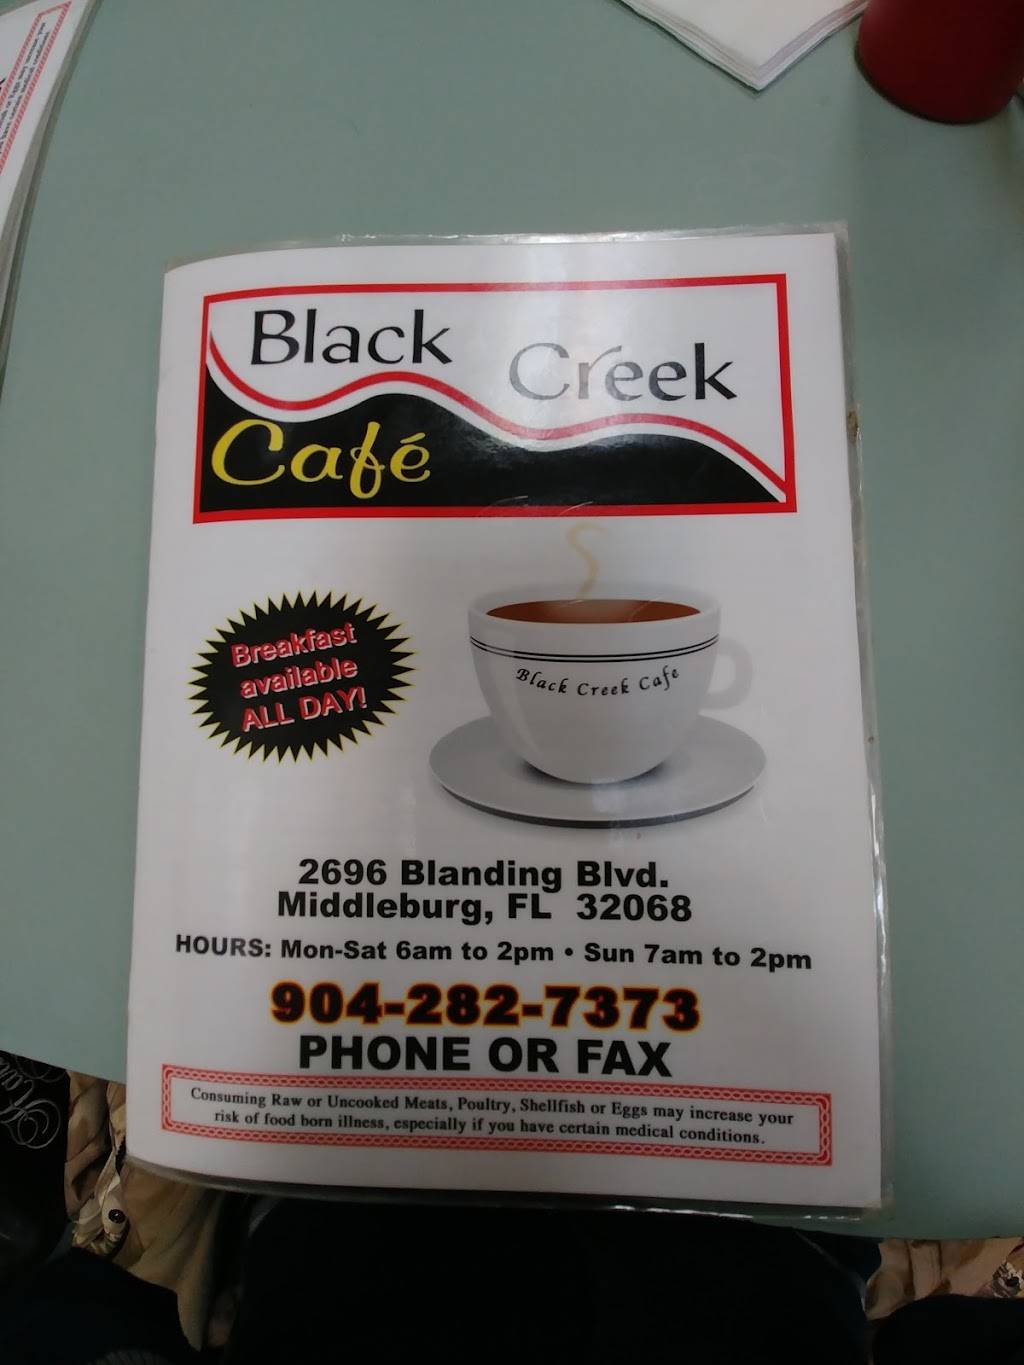 Black Creek
Café
Breakfast
available
ALL DAY!
Black Creek Cafe
2696 Blanding Blvd.
Middleburg, FL 32068
HOURS: Mon-Sat 6am to 2pm • Sun 7am to 2pm
904-282-7373
PHONE OR FAX
Consuming Raw or Uncooked Meats, Poultry, Shellfish or Eggs may increase your
risk of food born illness, especially if you have certain medical conditions.